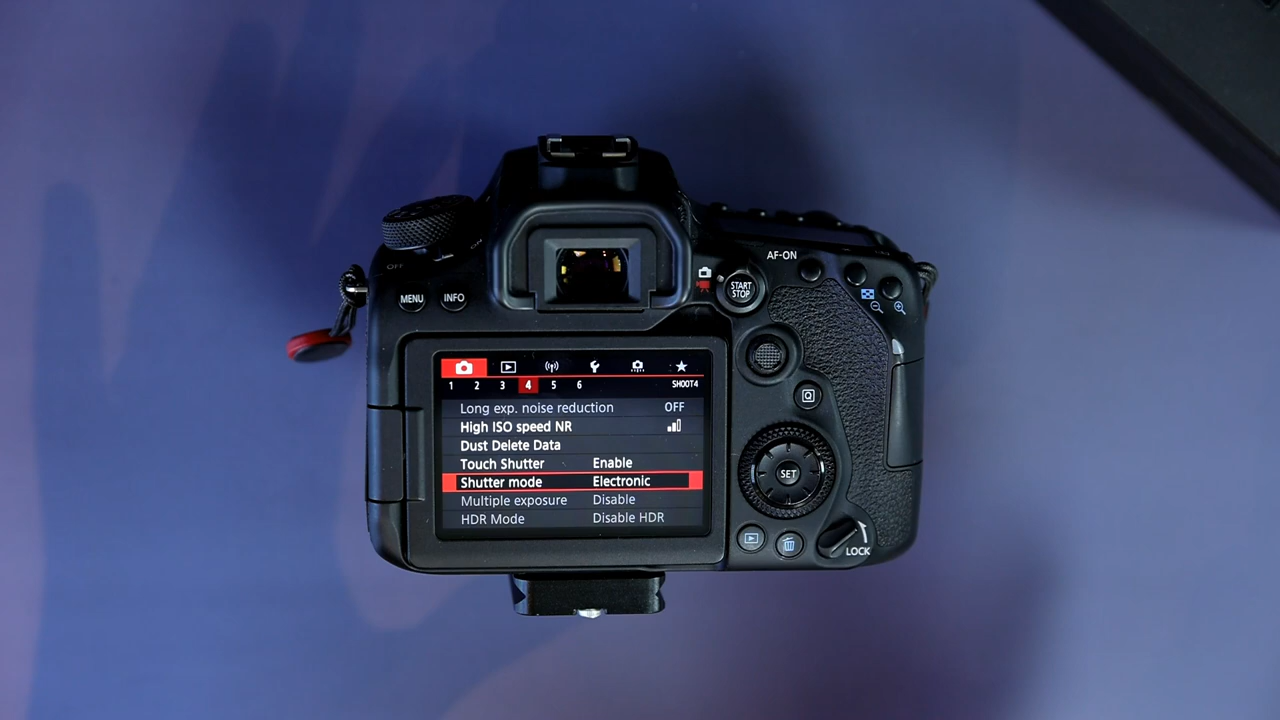 AF-ON
ON
OFF
MENU INFO
START
STOP
1 2 3 4 5 6 SHOOT4
Long exp. noise reduction OFF
High ISO speed NR
Dust Delete Data
Touch Shutter Enable
Shutter mode Electronic
Multiple exposure Disable
HDR Mode Disable HDR
Q
SET
LOCK